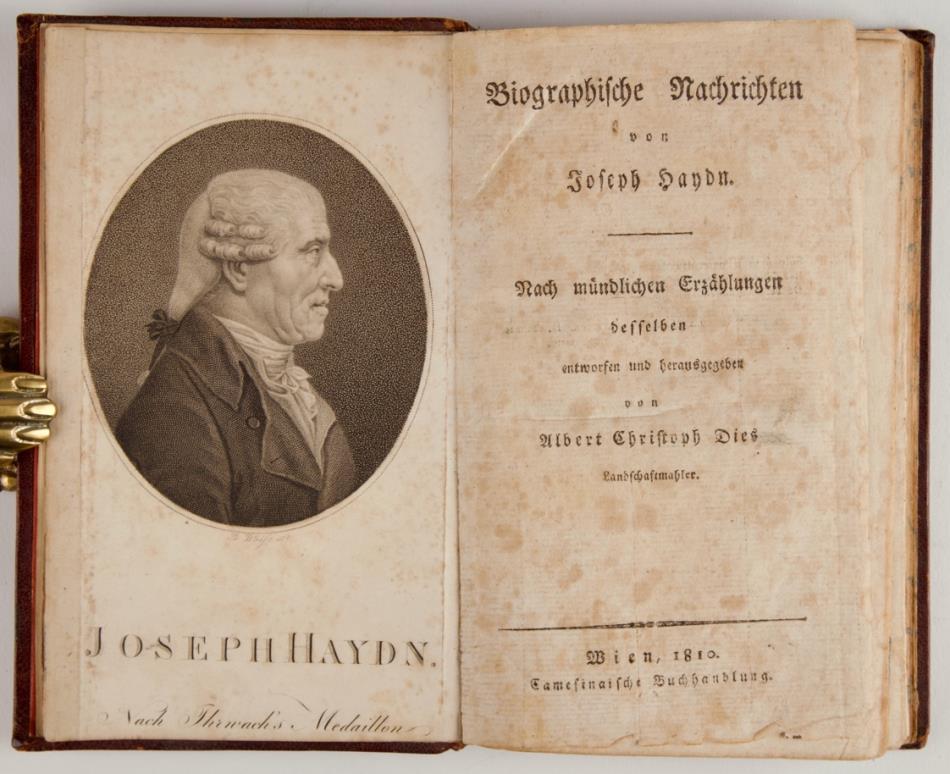 JOSEPH HAYDN.
Nach Ihrwach's Medaillon
Biographische Nachrichten
von
Joseph Haydn.
Nach mündlichen Erzählungen
desselben
entworfen und herausgegeben
von
Albert Christoph Dies
Landschaftmahler.
Wien, 1810.
Camesinaische Buchhandlung.